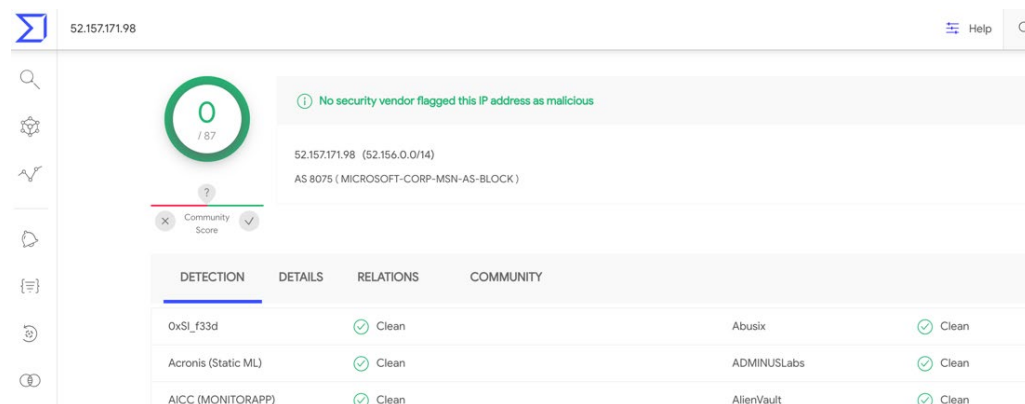 52.157.171.98
Help
0
/ 87
No security vendor flagged this IP address as malicious
52.157.171.98 (52.156.0.0/14)
AS 8075 ( MICROSOFT-CORP-MSN-AS-BLOCK )
?
Community
Score
DETECTION DETAILS RELATIONS COMMUNITY
0xSI_f33d Clean Abusix Clean
Acronis (Static ML) Clean ADMINUSLabs Clean
AICC (MONITORAPP) Clean AlienVault Clean